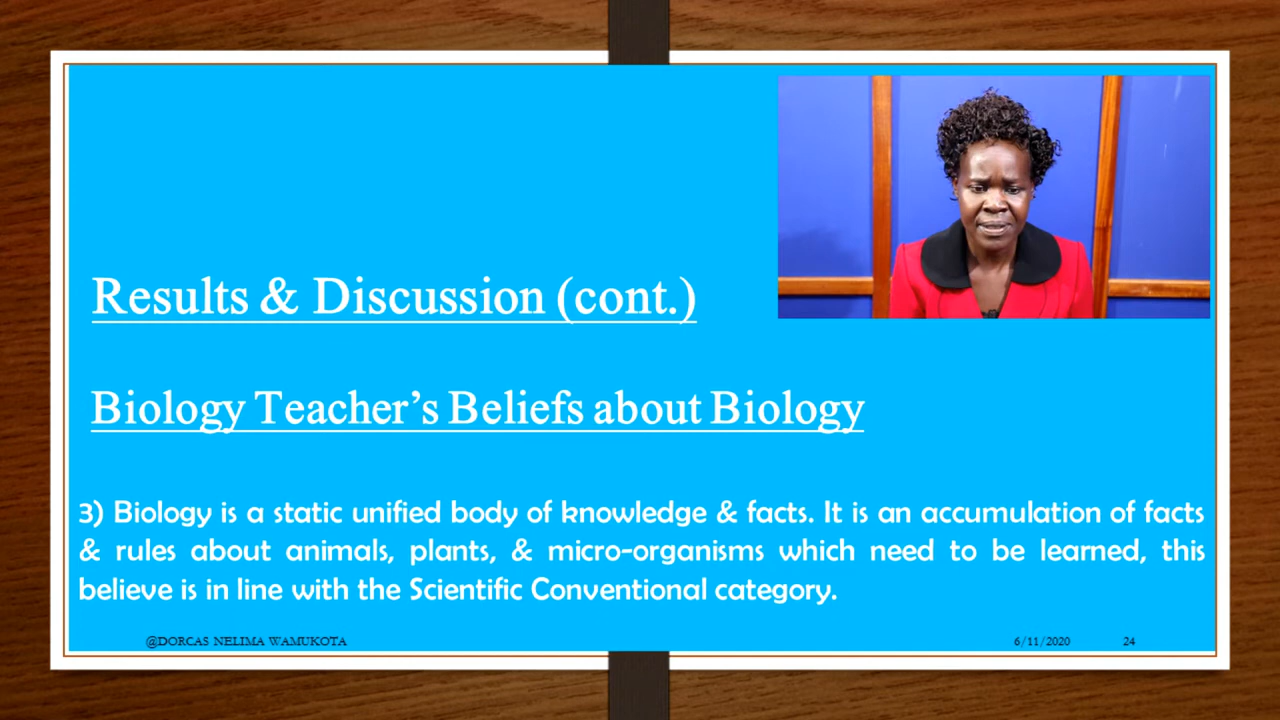 Results & Discussion (cont.)
Biology Teacher’s Beliefs about Biology
3) Biology is a static unified body of knowledge & facts. It is an accumulation of facts
& rules about animals, plants, & micro-organisms which need to be learned, this
believe is in line with the Scientific Conventional category.
@DORCAS NELIMA WAMUKOTA 6/11/2020 24